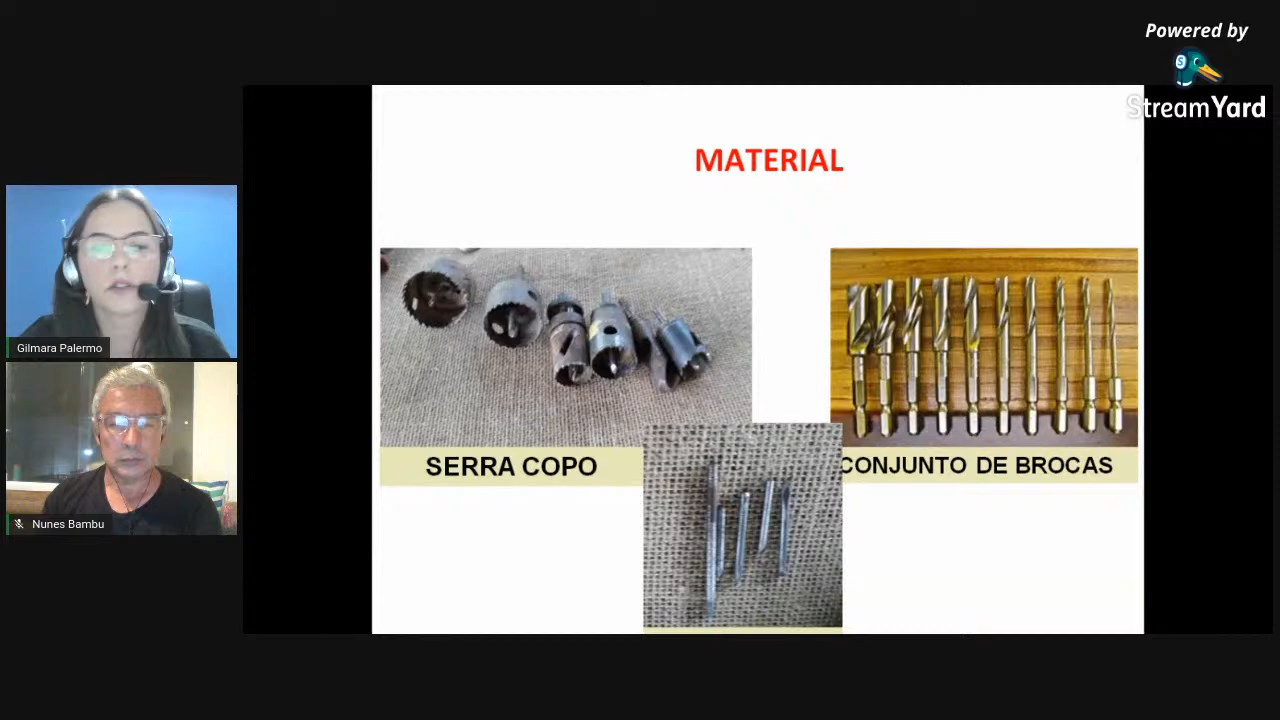 Powered by
StreamYard
MATERIAL
SERRA COPO
CONJUNTO DE BROCAS
Gilmara Palermo
Nunes Bambu